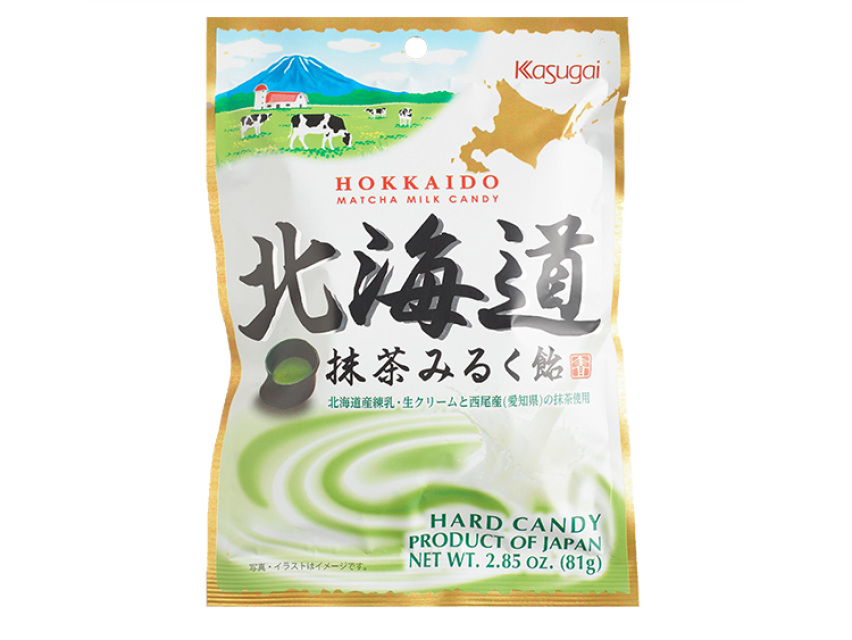 Kasugai
HOKKAIDO
MATCHA MILK CANDY
北海道
抹茶みるく飴
北海道産練乳・生クリームと西尾産(愛知県)の抹茶使用
HARD CANDY
PRODUCT OF JAPAN
NET WT. 2.85 OZ. (81g)
写真・イラストはイメージです。